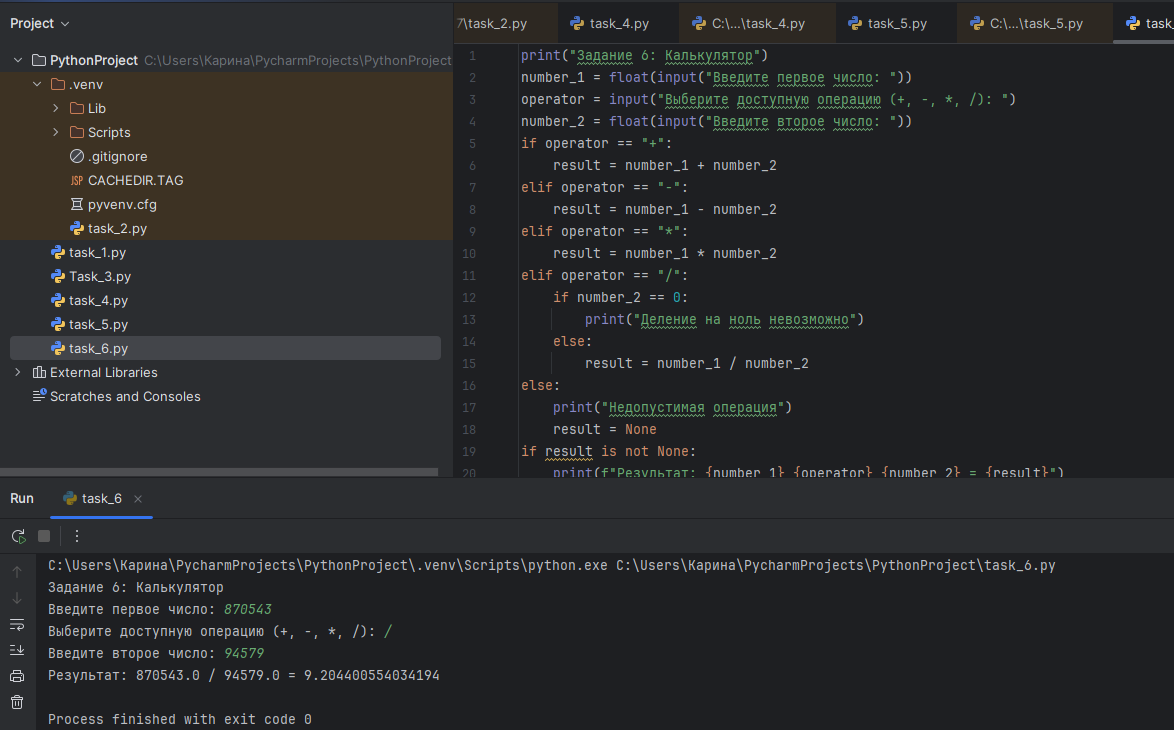 Project
7\task_2.py task_4.py C:\...\task_4.py task_5.py C:\...\task_5.py task_
PythonProject C:\Users\Карина\PycharmProjects\PythonProject
.venv
Lib
Scripts
.gitignore
JSP CACHEDIR.TAG
pyvenv.cfg
task_2.py
task_1.py
Task_3.py
task_4.py
task_5.py
task_6.py
External Libraries
Scratches and Consoles
1 print("Задание 6: Калькулятор")
2 number_1 = float(input("Введите первое число: "))
3 operator = input("Выберите доступную операцию (+, -, *, /): ")
4 number_2 = float(input("Введите второе число: "))
5 if operator == "+":
6 result = number_1 + number_2
7 elif operator == "-":
8 result = number_1 - number_2
9 elif operator == "*":
10 result = number_1 * number_2
11 elif operator == "/":
12 if number_2 == 0:
13 print("Деление на ноль невозможно")
14 else:
15 result = number_1 / number_2
16 else:
17 print("Недопустимая операция")
18 result = None
19 if result is not None:
20 print(f"Результат: {number_1} {operator} {number_2} = {result}")
Run task_6
C:\Users\Карина\PycharmProjects\PythonProject\.venv\Scripts\python.exe C:\Users\Карина\PycharmProjects\PythonProject\task_6.py
Задание 6: Калькулятор
Введите первое число: 870543
Выберите доступную операцию (+, -, *, /): /
Введите второе число: 94579
Результат: 870543.0 / 94579.0 = 9.204400554034194
Process finished with exit code 0